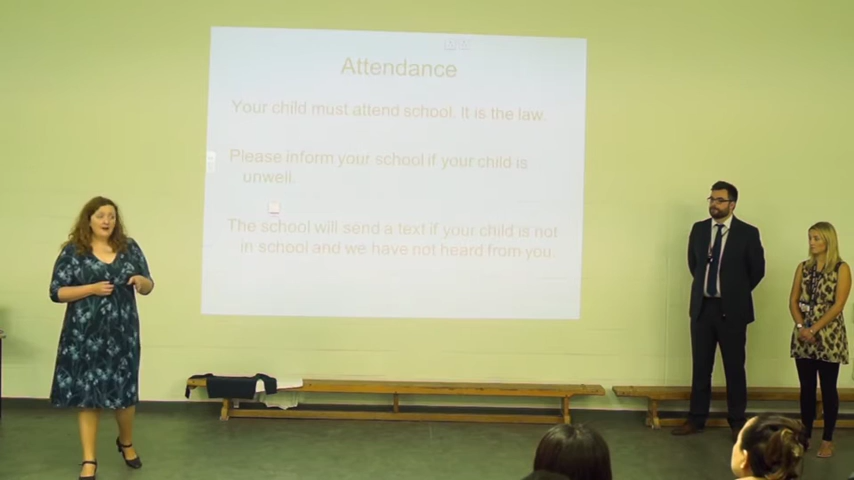 Attendance
Your child must attend school. It is the law.
Please inform your school if your child is
unwell.
The school will send a text if your child is not
in school and we have not heard from you.